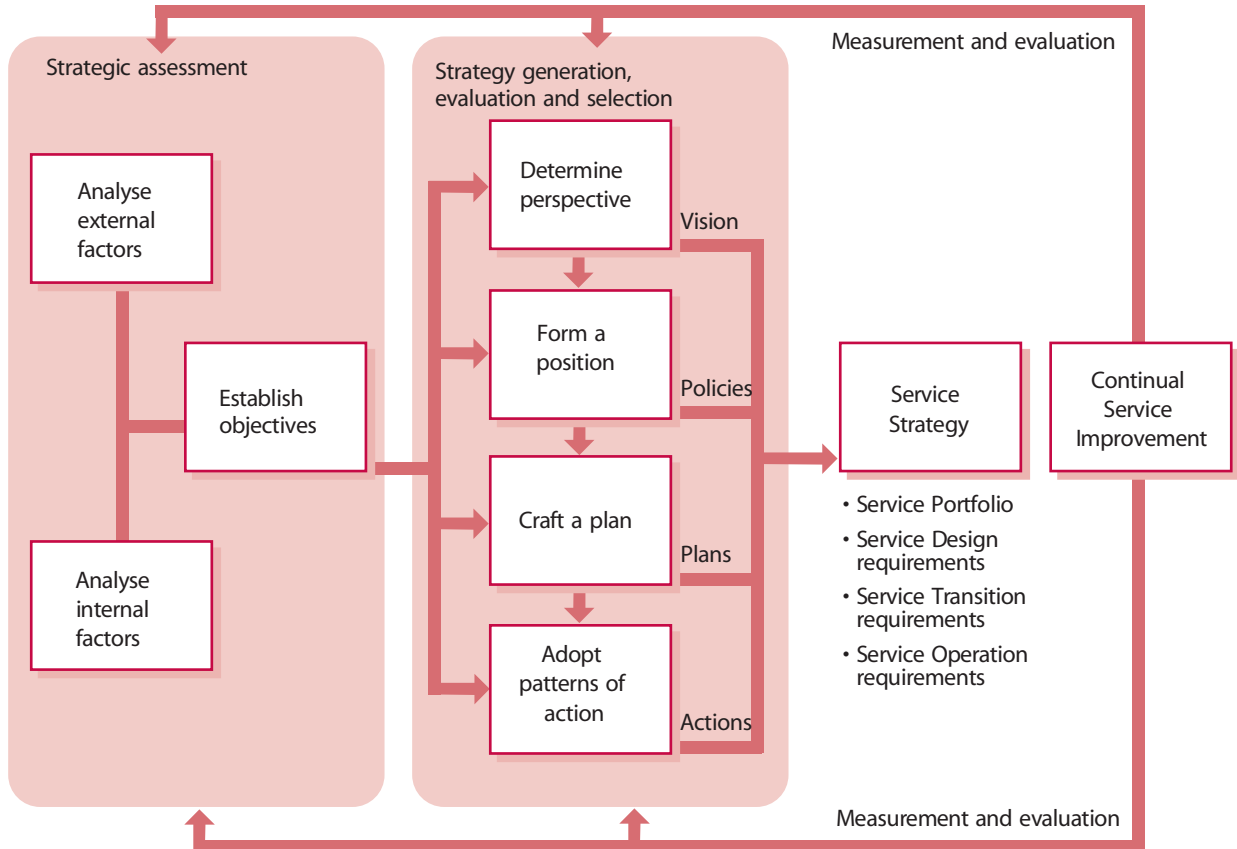 Measurement and evaluation
Strategic assessment
Strategy generation,
evaluation and selection
Analyse
external
factors
Establish
objectives
Analyse
internal
factors
Determine
perspective
Vision
Form a
position
Policies
Craft a plan
Plans
Adopt
patterns of
action
Actions
Service
Strategy
• Service Portfolio
• Service Design
requirements
• Service Transition
requirements
• Service Operation
requirements
Continual
Service
Improvement
Measurement and evaluation